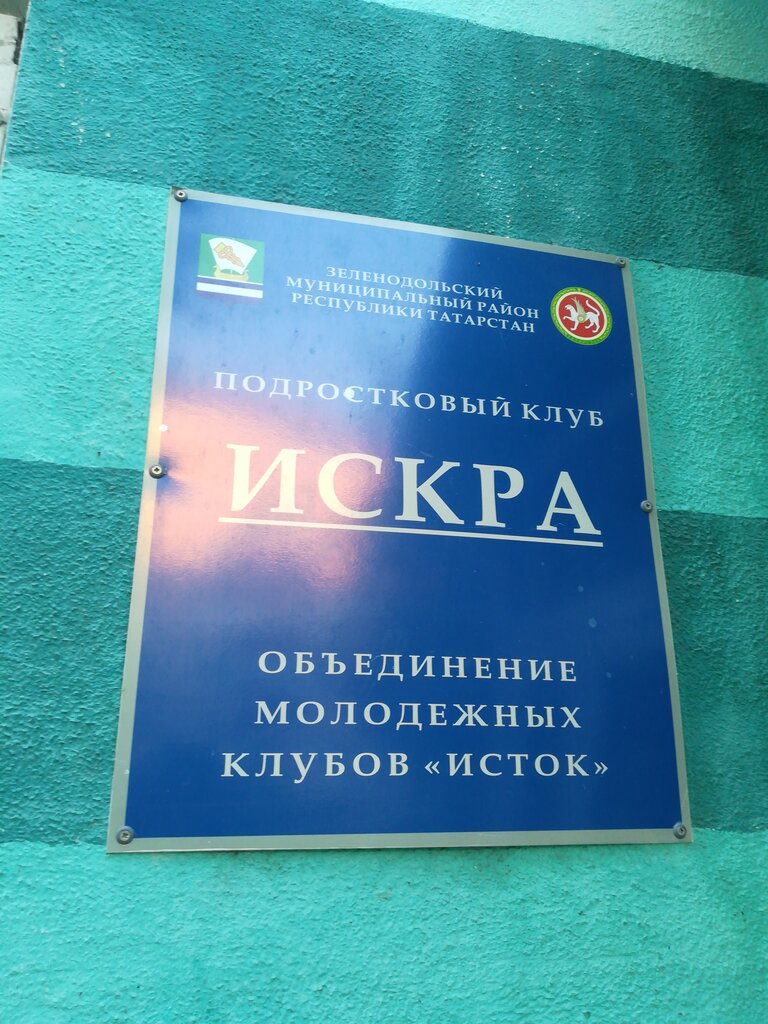 ЗЕЛЕНОДОЛЬСКИЙ
МУНИЦИПАЛЬНЫЙ РАЙОН
РЕСПУБЛИКИ ТАТАРСТАН
ПОДРОСТКОВЫЙ КЛУБ
ИСКРА
ОБЪЕДИНЕНИЕ
МОЛОДЕЖНЫХ
КЛУБОВ «ИСТОК»